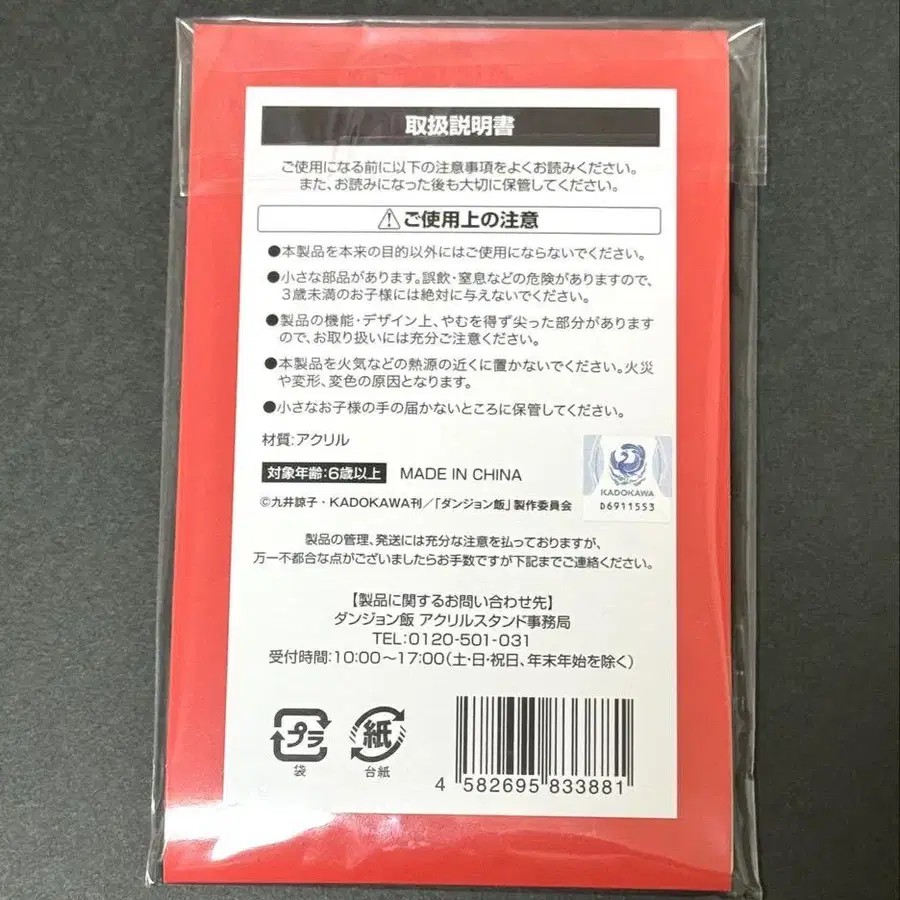 取扱説明書
ご使用になる前に以下の注意事項をよくお読みください。
また、お読みになった後も大切に保管してください。
⚠ご使用上の注意
●本製品を本来の目的以外にはご使用にならないでください。
●小さな部品があります。誤飲・窒息などの危険がありますので、
3歳未満のお子様には絶対に与えないでください。
●製品の機能・デザイン上、やむを得ず尖った部分があります
ので、お取り扱いには充分ご注意ください。
●本製品を火気などの熱源の近くに置かないでください。火災
や変形、変色の原因となります。
●小さなお子様の手の届かないところに保管してください。
材質:アクリル
対象年齢:6歳以上 MADE IN CHINA
©九井諒子・KADOKAWA刊/「ダンジョン飯」製作委員会
KADOKAWA
D6911553
製品の管理、発送には充分な注意を払っておりますが、
万一不都合な点がございましたらお手数ですが下記までご連絡ください。
【製品に関するお問い合わせ先】
ダンジョン飯 アクリルスタンド事務局
TEL:0120-501-031
受付時間:10:00〜17:00(土・日・祝日、年末年始を除く)
プラ
袋
紙
台紙
4 582695 833881